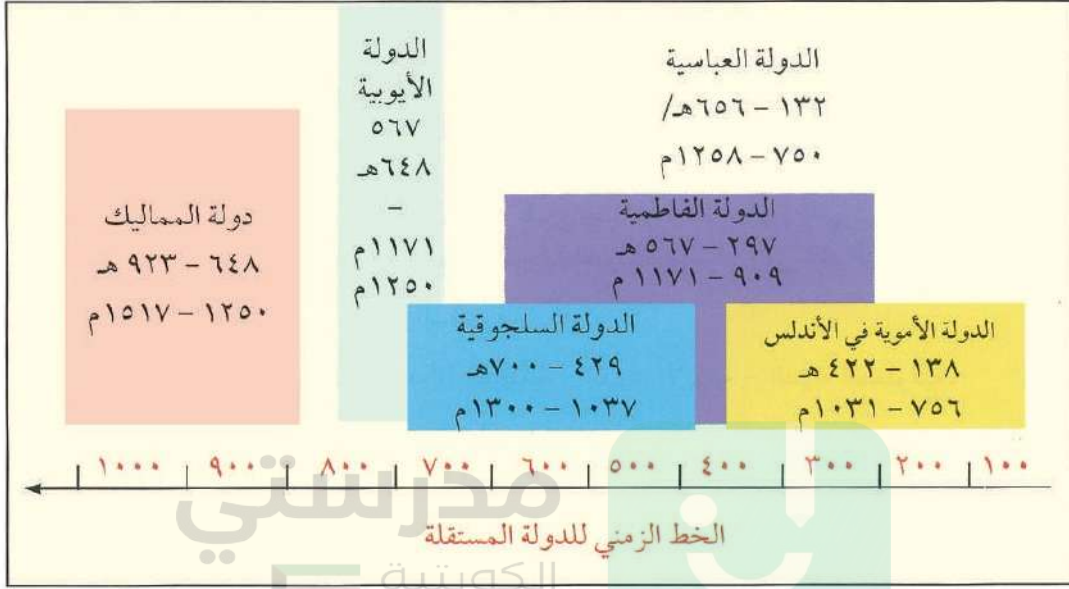 الدولة العباسية
١٣٢ – ٦٥٦هـ/
٧٥٠ – ١٢٥٨م
الدولة
الأيوبية
٥٦٧
٦٤٨هـ
–
١١٧١م
١٢٥٠م
دولة المماليك
٦٤٨ – ٩٢٣ هـ
١٢٥٠ – ١٥١٧م
الدولة الفاطمية
٢٩٧ – ٥٦٧ هـ
٩٠٩ – ١١٧١ م
الدولة الأموية في الأندلس
١٣٨ – ٤٢٢ هـ
٧٥٦ – ١٠٣١م
الدولة السلجوقية
٤٢٩ – ٧٠٠هـ
١٠٣٧ – ١٣٠٠م
١٠٠ ٢٠٠ ٣٠٠ ٤٠٠ ٥٠٠ ٦٠٠ ٧٠٠ ٨٠٠ ٩٠٠ ١٠٠٠
الخط الزمني للدولة المستقلة
مدرستي
الكويتية